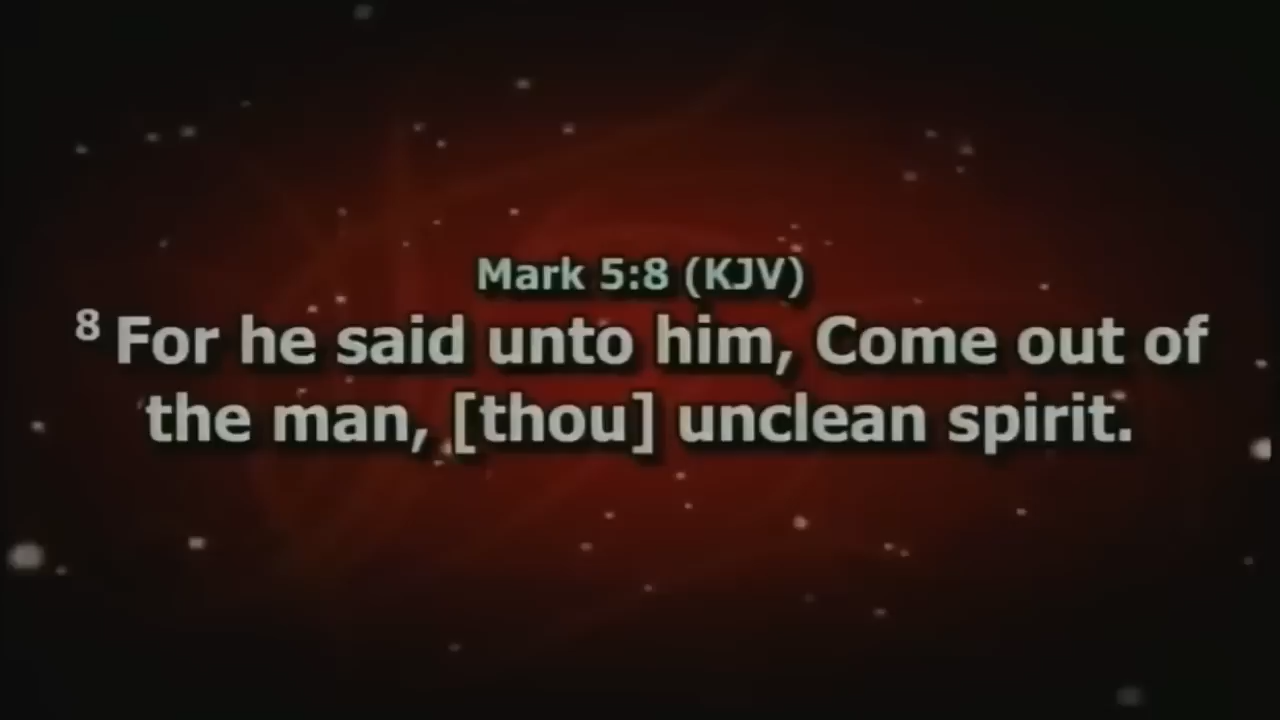 Mark 5:8 (KJV)
8 For he said unto him, Come out of
the man, [thou] unclean spirit.